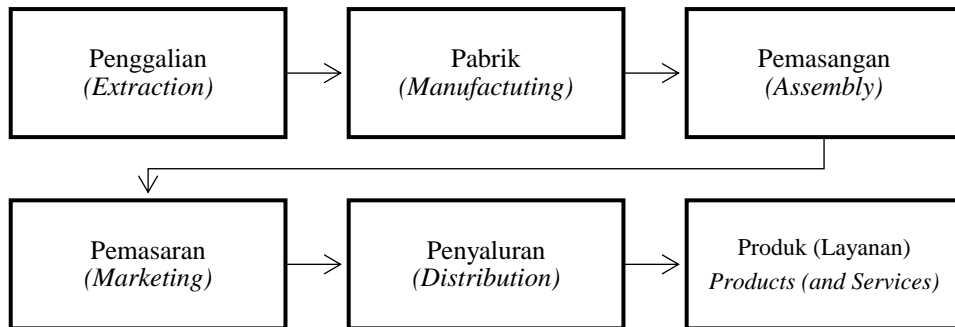 Penggalian
(Extraction)
Pabrik
(Manufactuting)
Pemasangan
(Assembly)
Pemasaran
(Marketing)
Penyaluran
(Distribution)
Produk (Layanan)
Products (and Services)